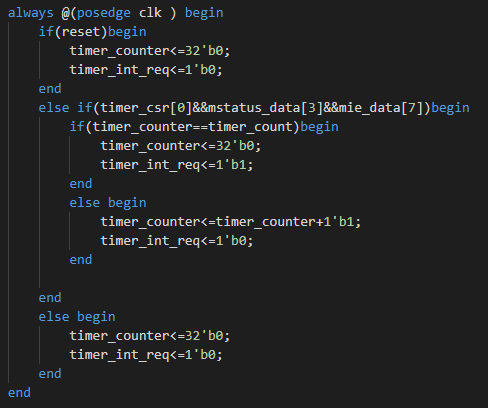 always @(posedge clk ) begin
    if(reset)begin
        timer_counter<=32'b0;
        timer_int_req<=1'b0;
    end
    else if(timer_csr[0]&&mstatus_data[3]&&mie_data[7])begin
        if(timer_counter==timer_count)begin
            timer_counter<=32'b0;
            timer_int_req<=1'b1;
        end
        else begin
            timer_counter<=timer_counter+1'b1;
            timer_int_req<=1'b0;
        end

    end
    else begin
        timer_counter<=32'b0;
        timer_int_req<=1'b0;
    end
end